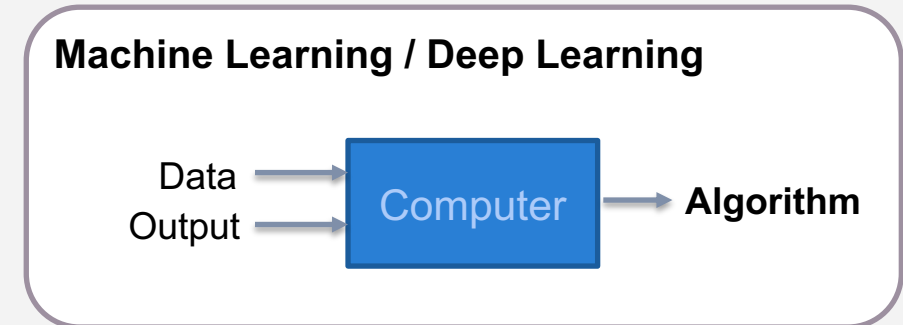 Machine Learning / Deep Learning
Data
Output
Computer
Algorithm